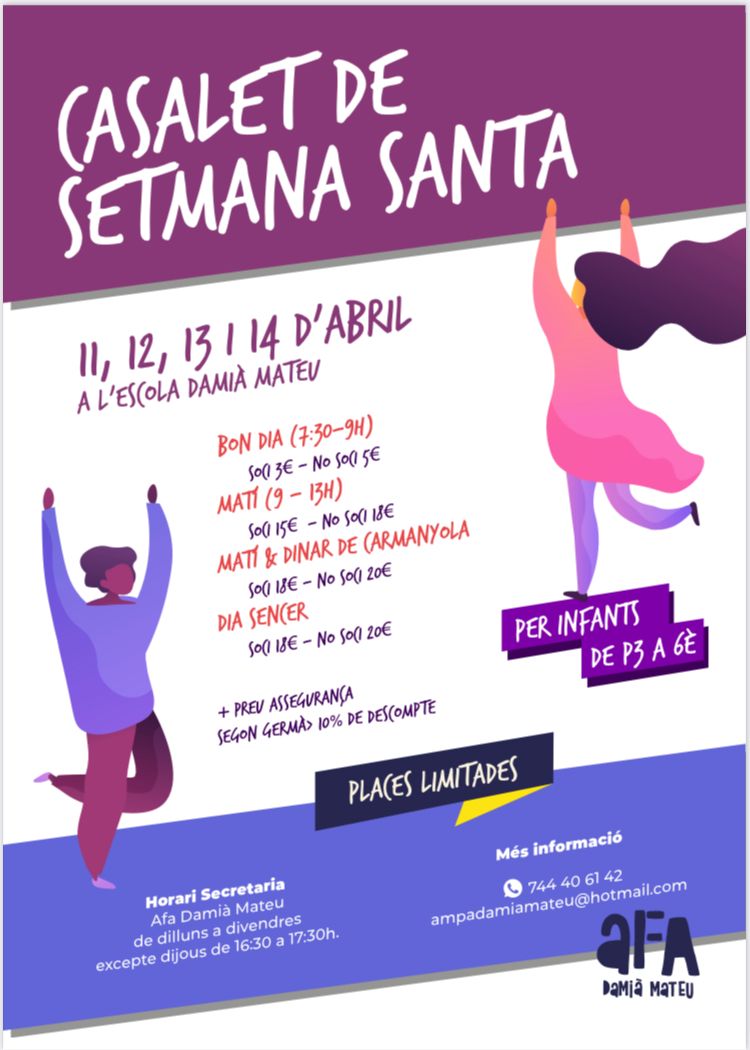 CASALET DE
SETMANA SANTA
11, 12, 13 I 14 D'ABRIL
A L'ESCOLA DAMIÀ MATEU
BON DIA (7:30-9H)
SOCI 3€ - NO SOCI 5€
MATÍ (9 - 13H)
SOCI 15€ - NO SOCI 18€
MATÍ & DINAR DE CARMANYOLA
SOCI 18€ - NO SOCI 20€
DIA SENCER
SOCI 18€ - NO SOCI 20€
PER INFANTS
DE P3 A 6È
+ PREU ASSEGURANÇA
SEGON GERMÀ> 10% DE DESCOMPTE
PLACES LIMITADES
Horari Secretaria
Afa Damià Mateu
de dilluns a divendres
excepte dijous de 16:30 a 17:30h.
Més informació
744 40 61 42
ampadamiamateu@hotmail.com
aFA
DAMIÀ MATEU